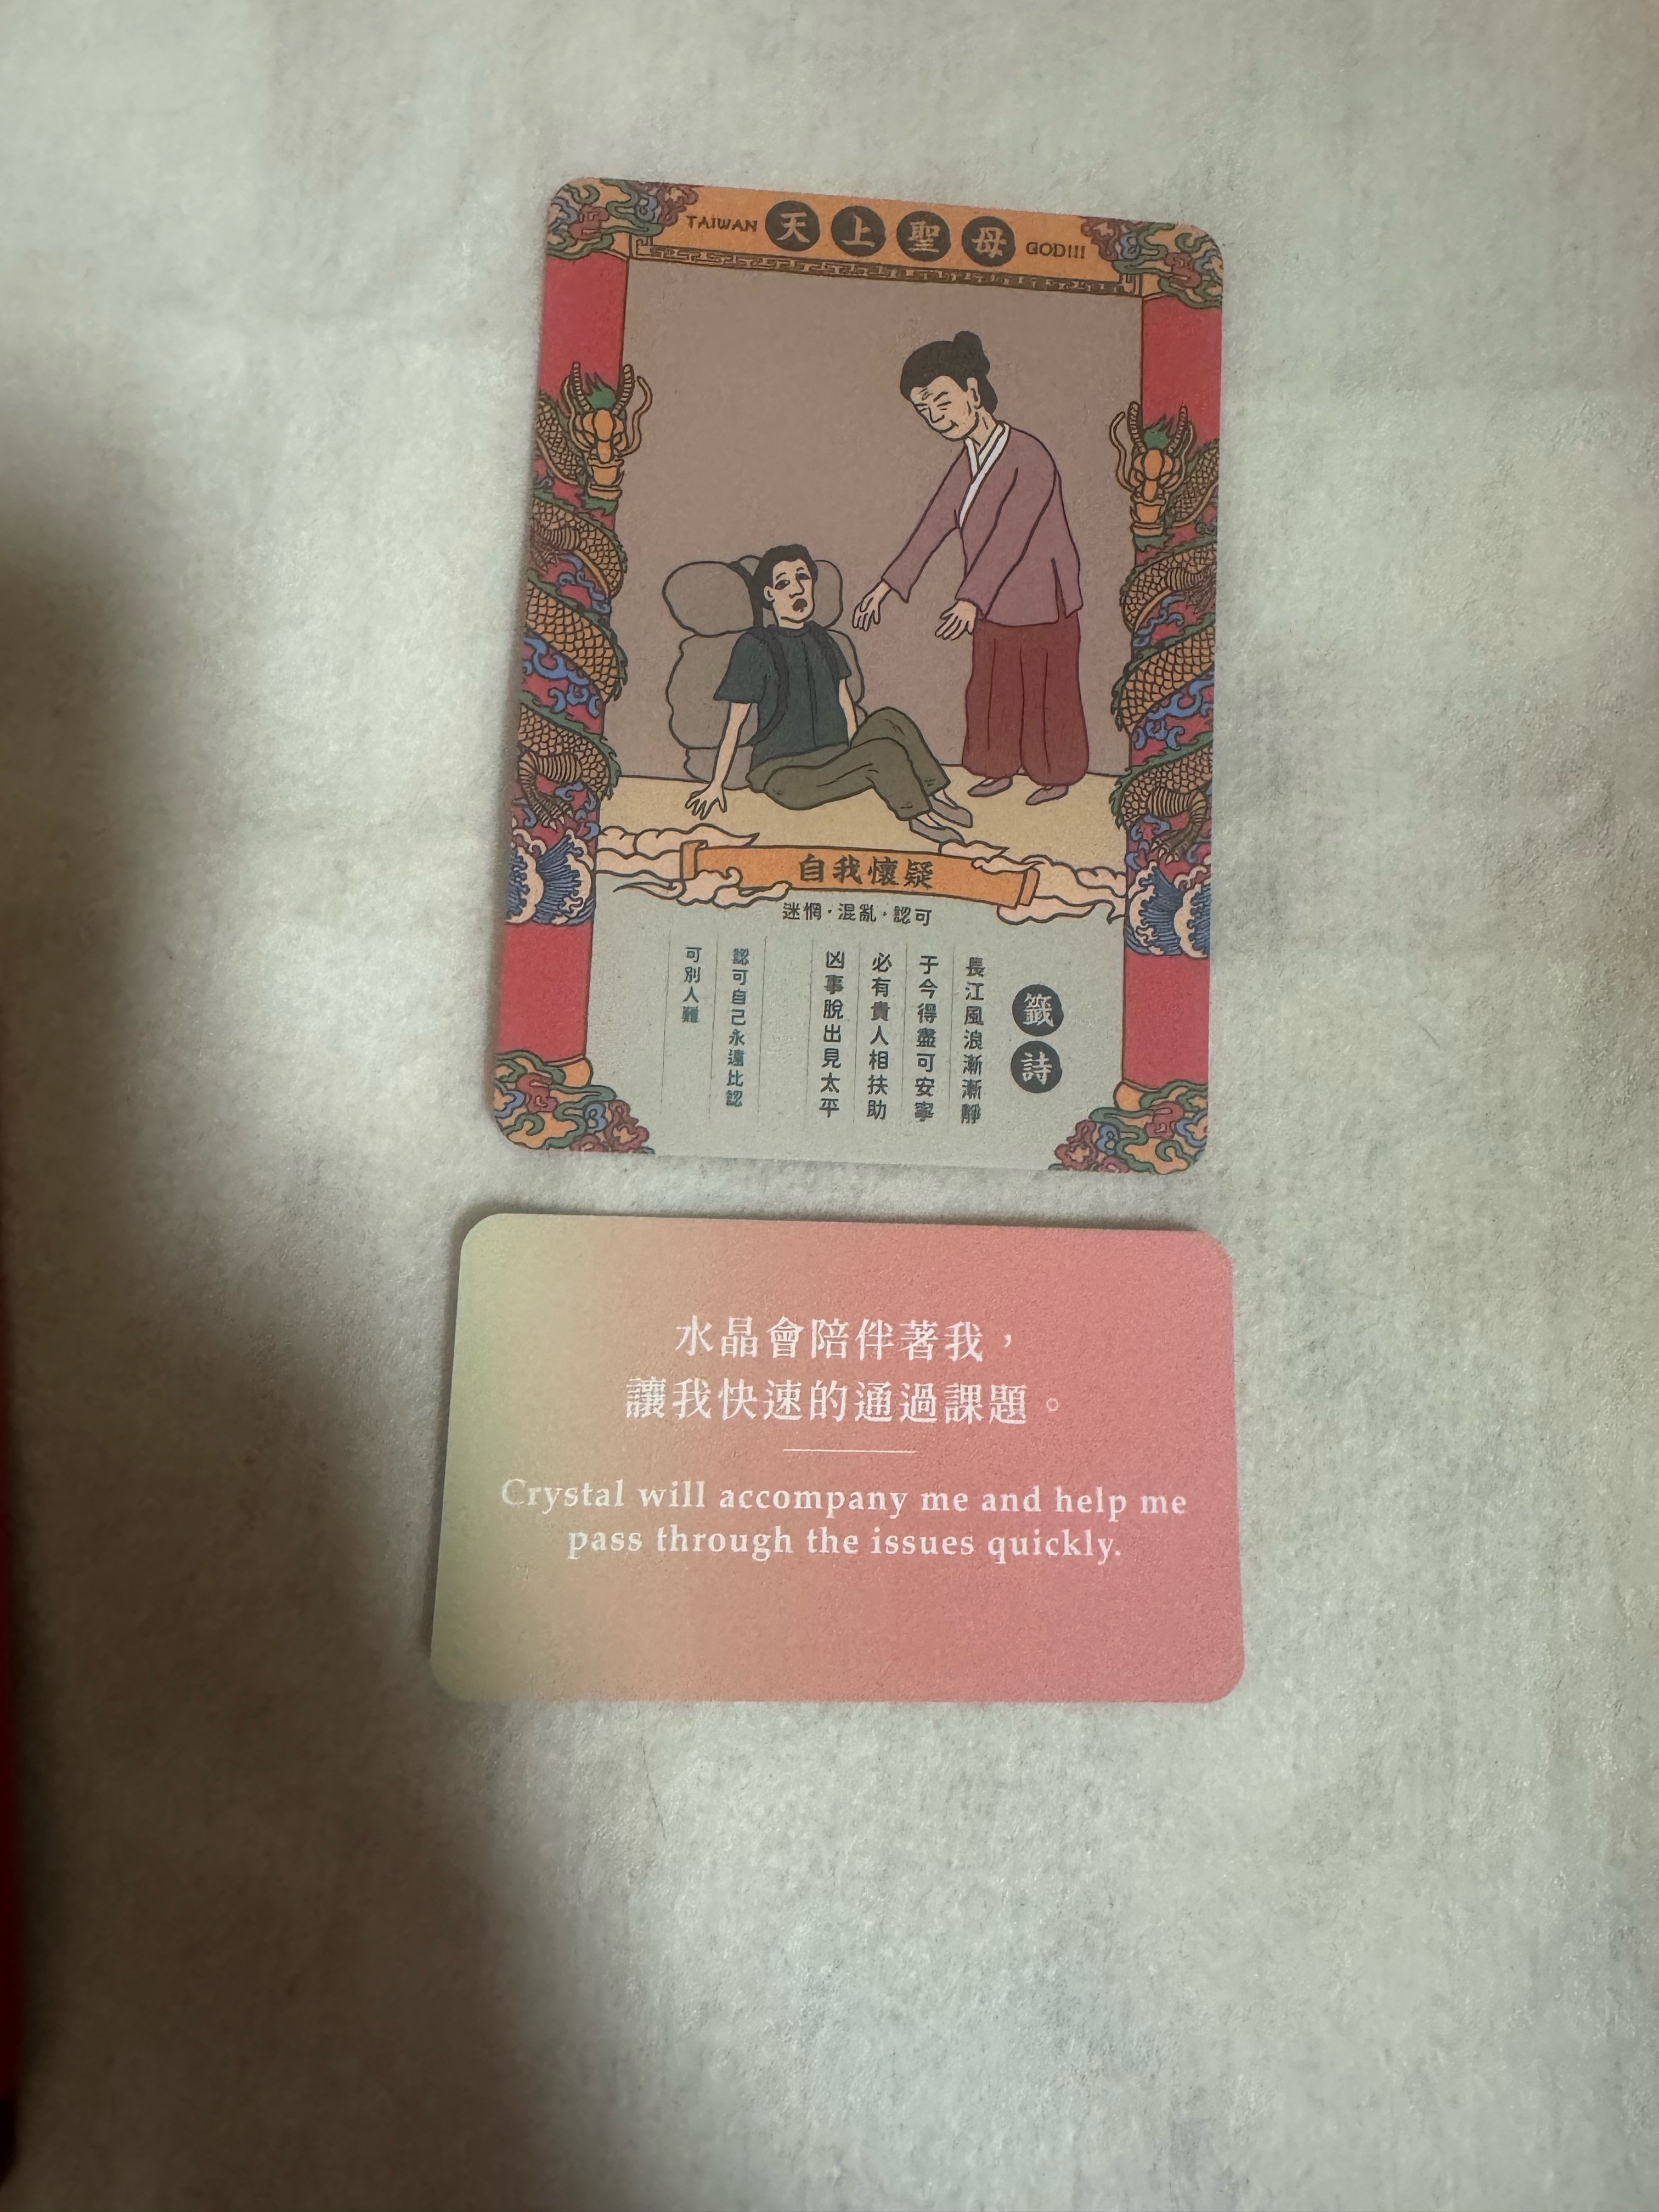 TAIWAN 天上聖母 GOD!!!
自我懷疑
迷惘·混亂·認可
籤詩
長江風浪漸漸靜
于今得盡可安寧
必有貴人相扶助
凶事脫出見太平
認可自己永遠比認
可別人難
水晶會陪伴著我，
讓我快速的通過課題。
Crystal will accompany me and help me
pass through the issues quickly.